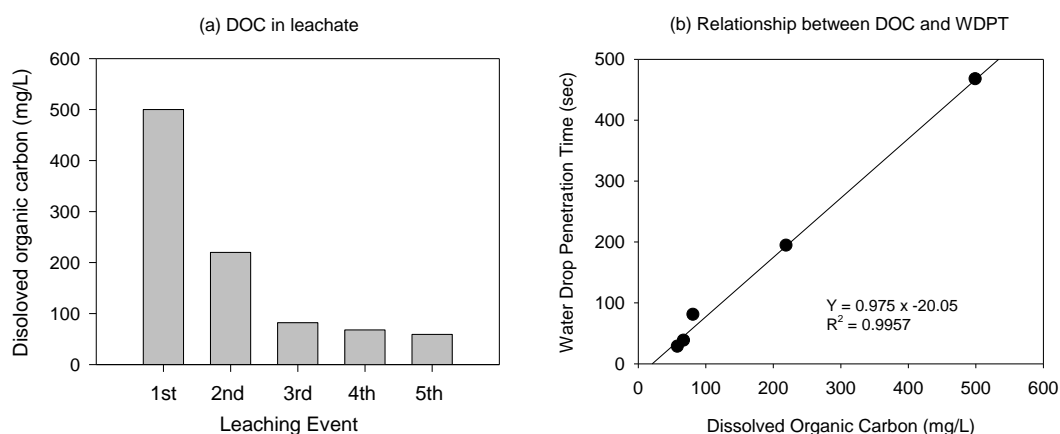 (a) DOC in leachate
Disoloved organic carbon (mg/L)
600
500
400
300
200
100
0
1st 2nd 3rd 4th 5th
Leaching Event
(b) Relationship between DOC and WDPT
Water Drop Penetration Time (sec)
500
400
300
200
100
0
Y = 0.975 x -20.05
R² = 0.9957
0 100 200 300 400 500 600
Dissolved Organic Carbon (mg/L)